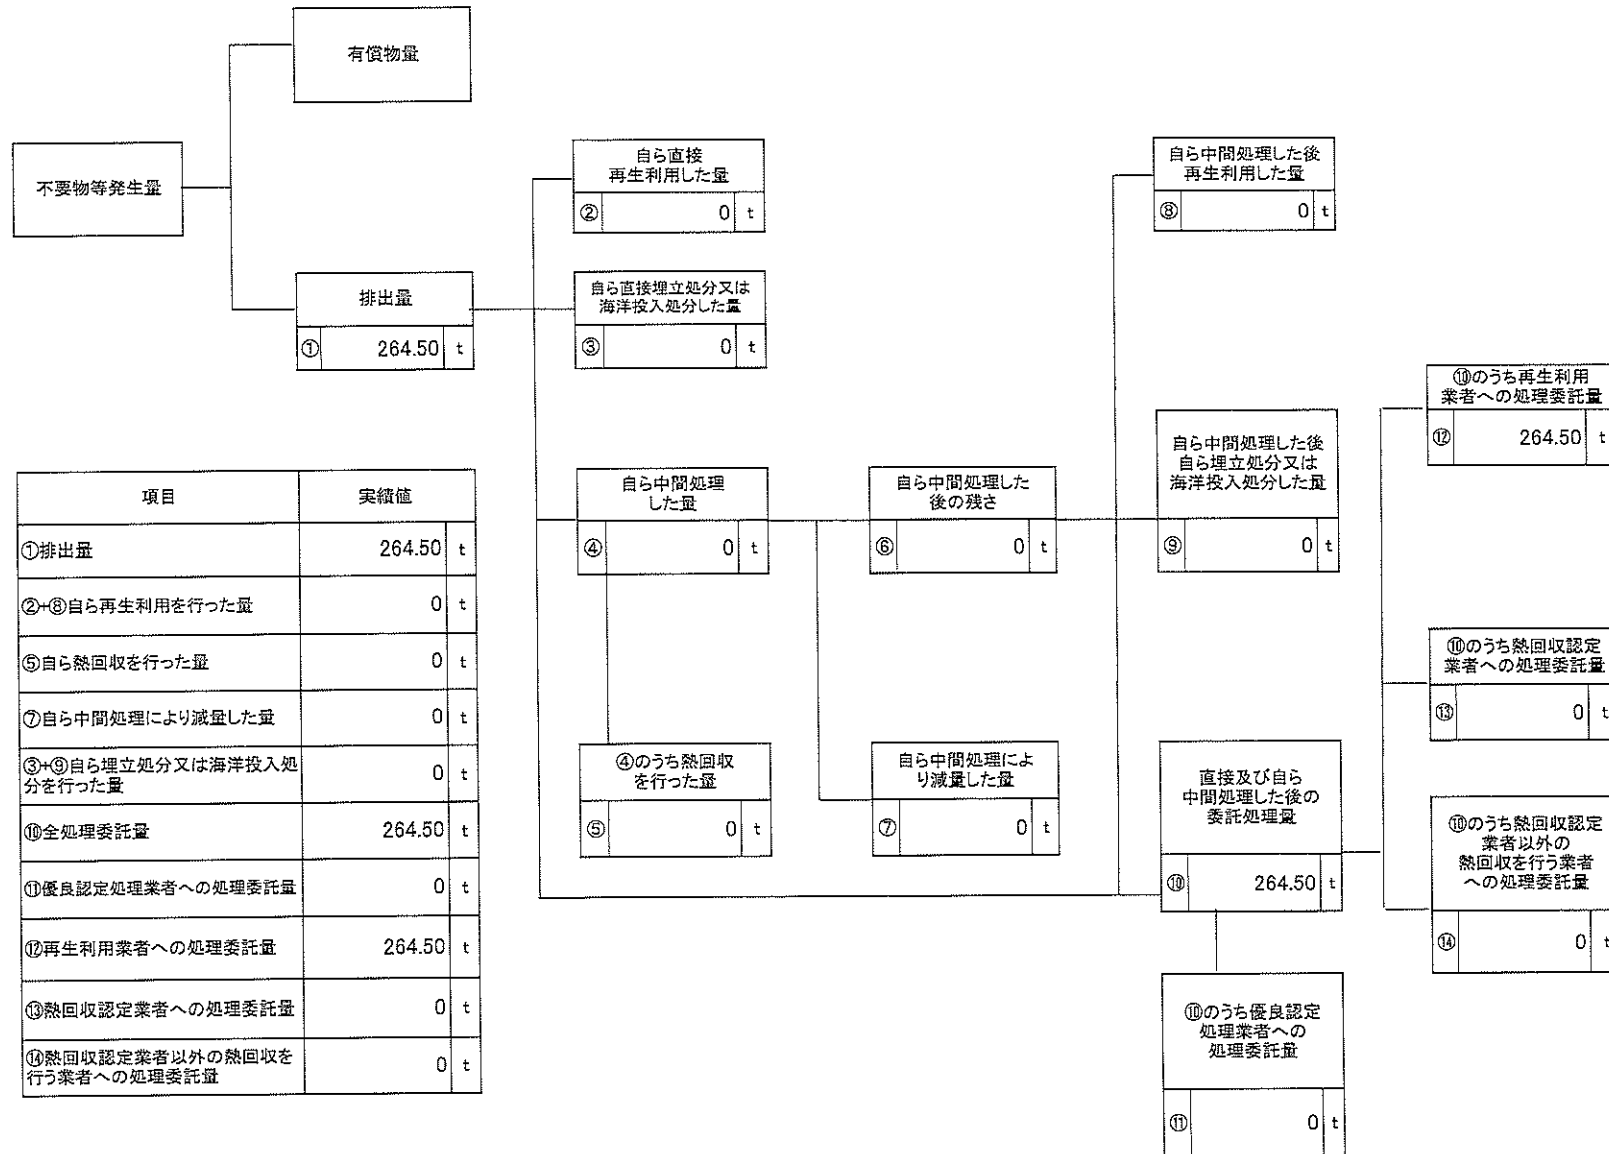 有償物量
不要物等発生量
排出量
① 264.50 t
自ら直接
再生利用した量
② 0 t
自ら直接埋立処分又は
海洋投入処分した量
③ 0 t
自ら中間処理
した量
④ 0 t
④のうち熱回収
を行った量
⑤ 0 t
自ら中間処理した
後の残さ
⑥ 0 t
自ら中間処理によ
り減量した量
⑦ 0 t
自ら中間処理した後
再生利用した量
⑧ 0 t
自ら中間処理した後
自ら埋立処分又は
海洋投入処分した量
⑨ 0 t
直接及び自ら
中間処理した後の
委託処理量
⑩ 264.50 t
⑩のうち優良認定
処理業者への
処理委託量
⑪ 0 t
⑩のうち再生利用
業者への処理委託量
⑫ 264.50 t
⑩のうち熱回収認定
業者への処理委託量
⑬ 0 t
⑩のうち熱回収認定
業者以外の
熱回収を行う業者
への処理委託量
⑭ 0 t
項目 実績値
①排出量 264.50 t
②+⑧自ら再生利用を行った量 0 t
⑤自ら熱回収を行った量 0 t
⑦自ら中間処理により減量した量 0 t
③+⑨自ら埋立処分又は海洋投入処
分を行った量 0 t
⑩全処理委託量 264.50 t
⑪優良認定処理業者への処理委託量 0 t
⑫再生利用業者への処理委託量 264.50 t
⑬熱回収認定業者への処理委託量 0 t
⑭熱回収認定業者以外の熱回収を
行う業者への処理委託量 0 t